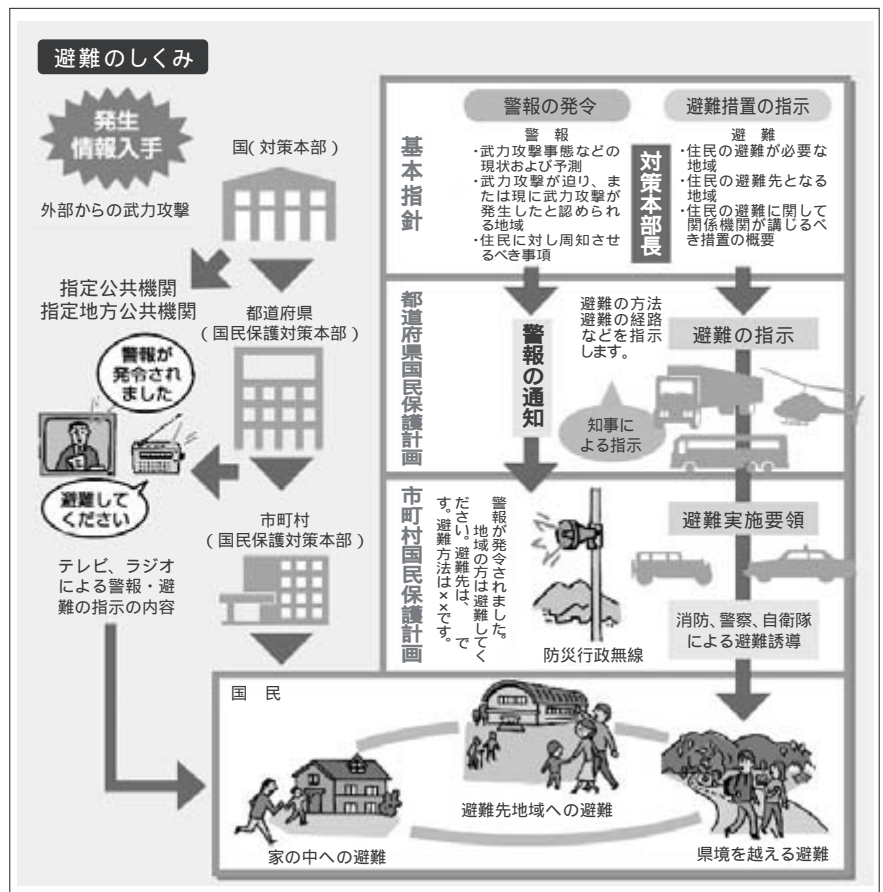 避難のしくみ
発生
情報入手
外部からの武力攻撃
国(対策本部)
指定公共機関
指定地方公共機関
都道府県
(国民保護対策本部)
警報が
発令され
ました
避難して
ください
テレビ、ラジオ
による警報・避
難の指示の内容
市町村
(国民保護対策本部)
基本指針
警報の発令
警 報
・武力攻撃事態などの
現状および予測
・武力攻撃が迫り、ま
たは現に武力攻撃が
発生したと認められ
る地域
・住民に対し周知させ
るべき事項
対策本部長
避難措置の指示
避 難
・住民の避難が必要な
地域
・住民の避難先となる
地域
・住民の避難に関して
関係機関が講じるべ
き措置の概要
都道府県国民保護計画
警報の通知
避難の方法
避難の経路
などを指示
します。
知事に
よる指示
避難の指示
市町村国民保護計画
警報が発令されました。
地域の方は避難してく
ださい。避難先は、 で
す。避難方法は××です。
防災行政無線
避難実施要領
消防、警察、自衛隊
による避難誘導
国 民
家の中への避難
避難先地域への避難
県境を越える避難